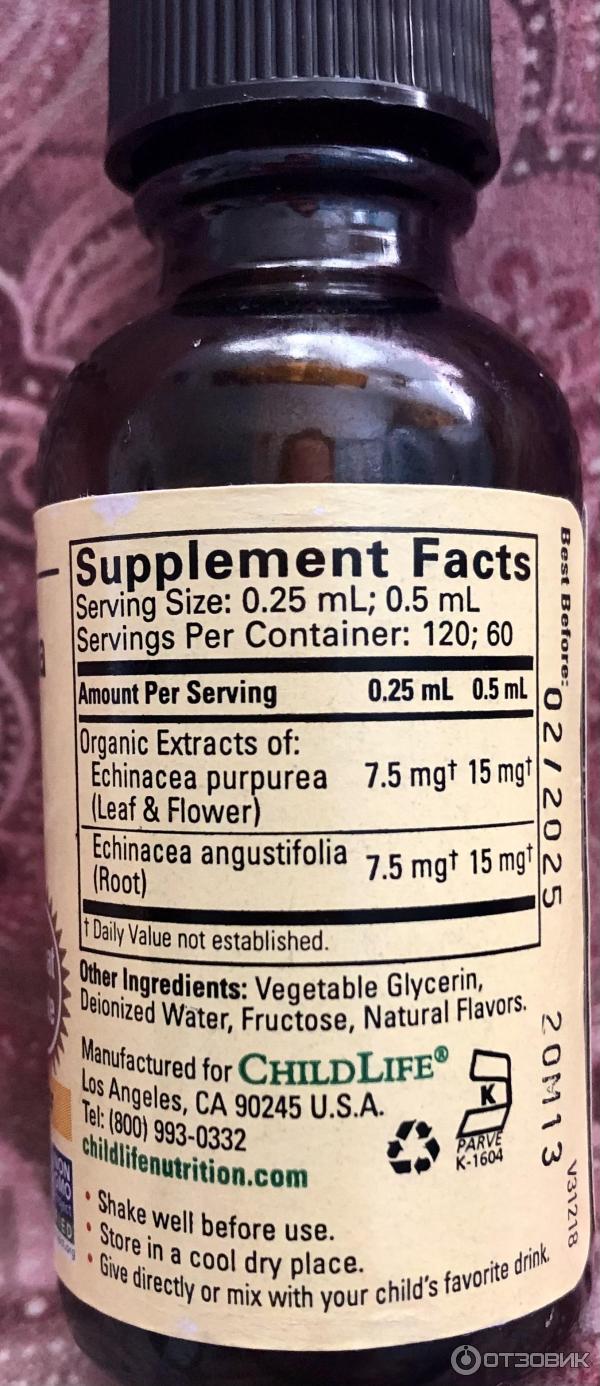 Supplement Facts
Serving Size: 0.25 mL; 0.5 mL
Servings Per Container: 120; 60
Amount Per Serving 0.25 mL 0.5 mL
Organic Extracts of:
Echinacea purpurea 7.5 mg† 15 mg†
(Leaf & Flower)
Echinacea angustifolia 7.5 mg† 15 mg†
(Root)
† Daily Value not established.
Other Ingredients: Vegetable Glycerin,
Deionized Water, Fructose, Natural Flavors.
Manufactured for CHILDLIFE®
Los Angeles, CA 90245 U.S.A.
Tel: (800) 993-0332
childlifenutrition.com
K
PARVE
K-1604
• Shake well before use.
• Store in a cool dry place.
• Give directly or mix with your child's favorite drink.
Best Before: 02/2025
20M13
V31218
ОТЗОВИК